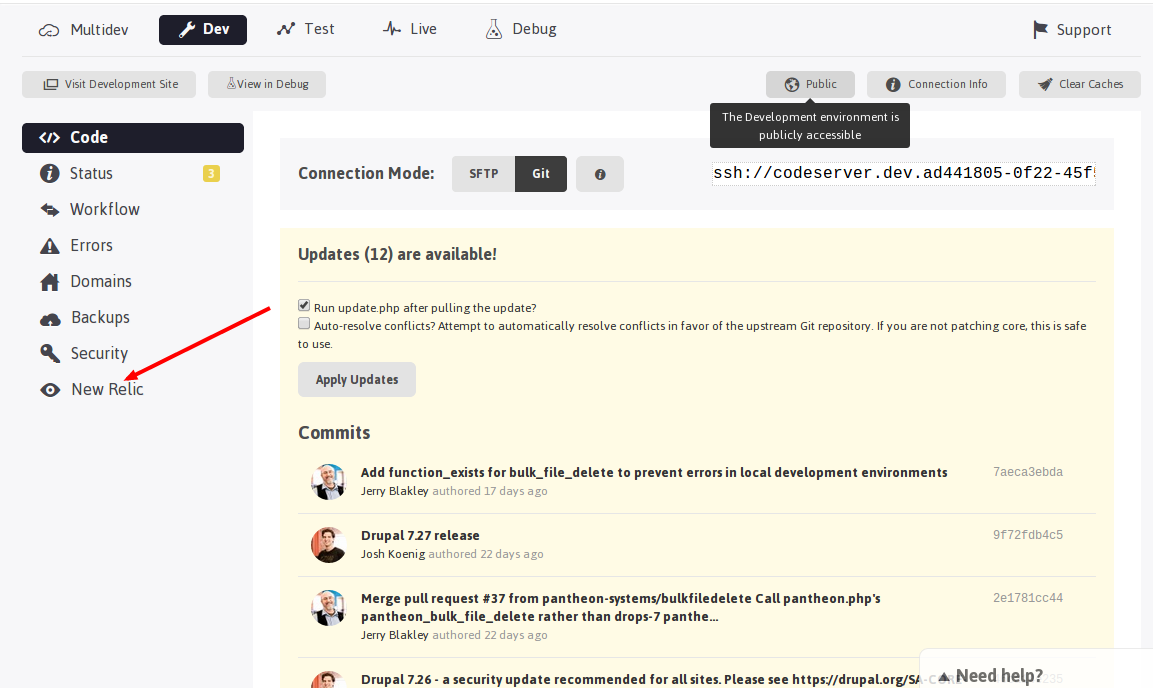 Multidev
Dev
Test
Live
Debug
Support
Visit Development Site
View in Debug
Public
Connection Info
Clear Caches
The Development environment is
publicly accessible
Code
Status
3
Workflow
Errors
Domains
Backups
Security
New Relic
Connection Mode:
SFTP
Git
ssh://codeserver.dev.ad441805-0f22-45f5
Updates (12) are available!
Run update.php after pulling the update?
Auto-resolve conflicts? Attempt to automatically resolve conflicts in favor of the upstream Git repository. If you are not patching core, this is safe
to use.
Apply Updates
Commits
Add function_exists for bulk_file_delete to prevent errors in local development environments
7aeca3ebda
Jerry Blakley authored 17 days ago
Drupal 7.27 release
9f72fdb4c5
Josh Koenig authored 22 days ago
Merge pull request #37 from pantheon-systems/bulkfiledelete Call pantheon.php's
2e1781cc44
pantheon_bulk_file_delete rather than drops-7 panthe...
Jerry Blakley authored 22 days ago
Drupal 7.26 - a security update recommended for all sites. Please see https://drupal.org/SA-CORE
235
Need help?